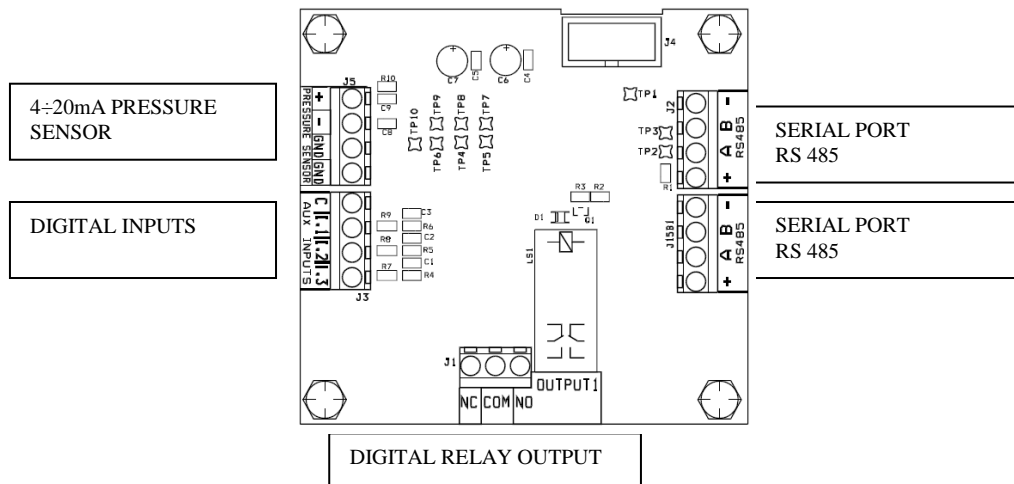 4÷20mA PRESSURE
SENSOR
DIGITAL INPUTS
J5
PRESSURE SENSOR
+
-
GND
GND
R10
C9
C8
C7
C5
C6
C4
J4
TP10
TP9
TP8
TP7
TP6
TP4
TP5
TP1
TP3
TP2
R1
J2
-
B
A
+
RS485
SERIAL PORT
RS 485
AUX INPUTS
C
I.1
I.2
I.3
J3
R9
R8
R7
C3
R6
C2
R5
C1
R4
R3
R2
D1
Q1
LS1
J15B1
-
B
A
+
RS485
SERIAL PORT
RS 485
J1
NC
COM
NO
OUTPUT1
DIGITAL RELAY OUTPUT